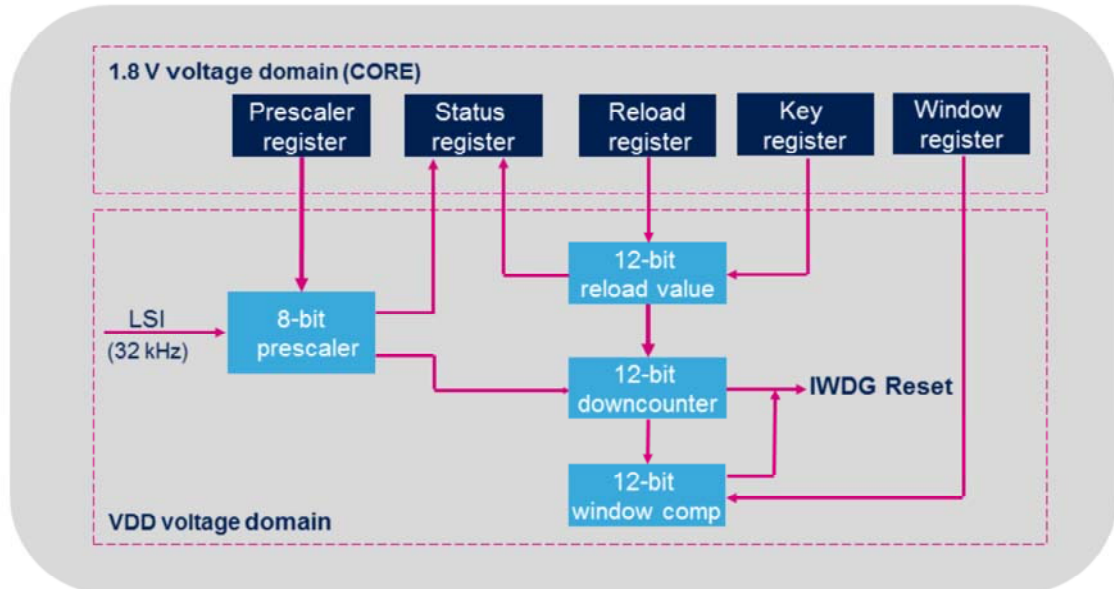 1.8 V voltage domain (CORE)
Prescaler
register
Status
register
Reload
register
Key
register
Window
register
12-bit
reload value
LSI
(32 kHz)
8-bit
prescaler
12-bit
downcounter
IWDG Reset
12-bit
window comp
VDD voltage domain